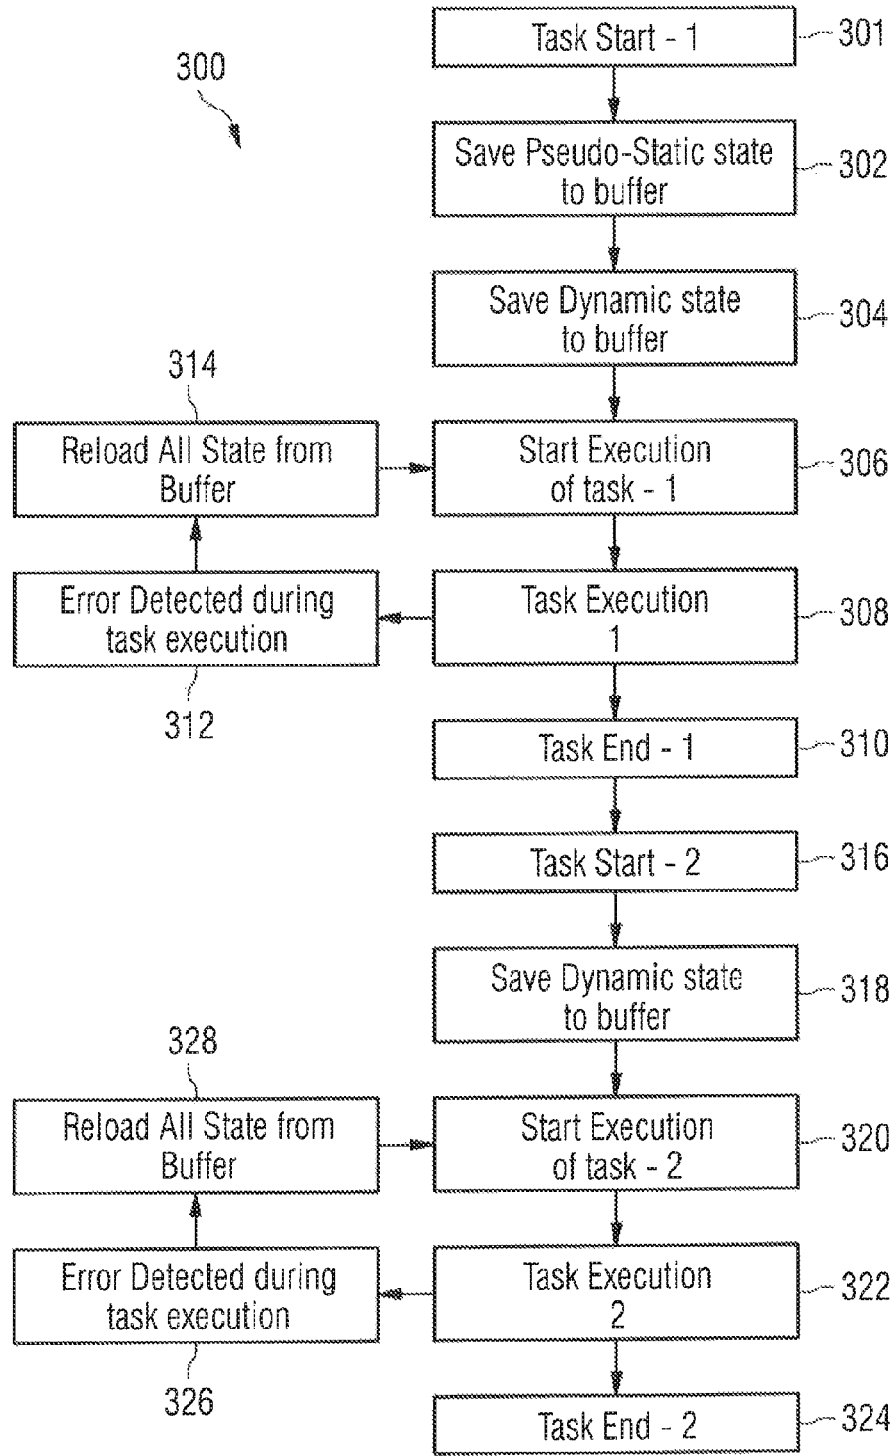 Task Start - 1
301
300
Save Pseudo-Static state
to buffer
302
Save Dynamic state
to buffer
304
314
Reload All State from
Buffer
Start Execution
of task - 1
306
Error Detected during
task execution
312
Task Execution
1
308
Task End - 1
310
Task Start - 2
316
Save Dynamic state
to buffer
318
328
Reload All State from
Buffer
Start Execution
of task - 2
320
Error Detected during
task execution
326
Task Execution
2
322
Task End - 2
324